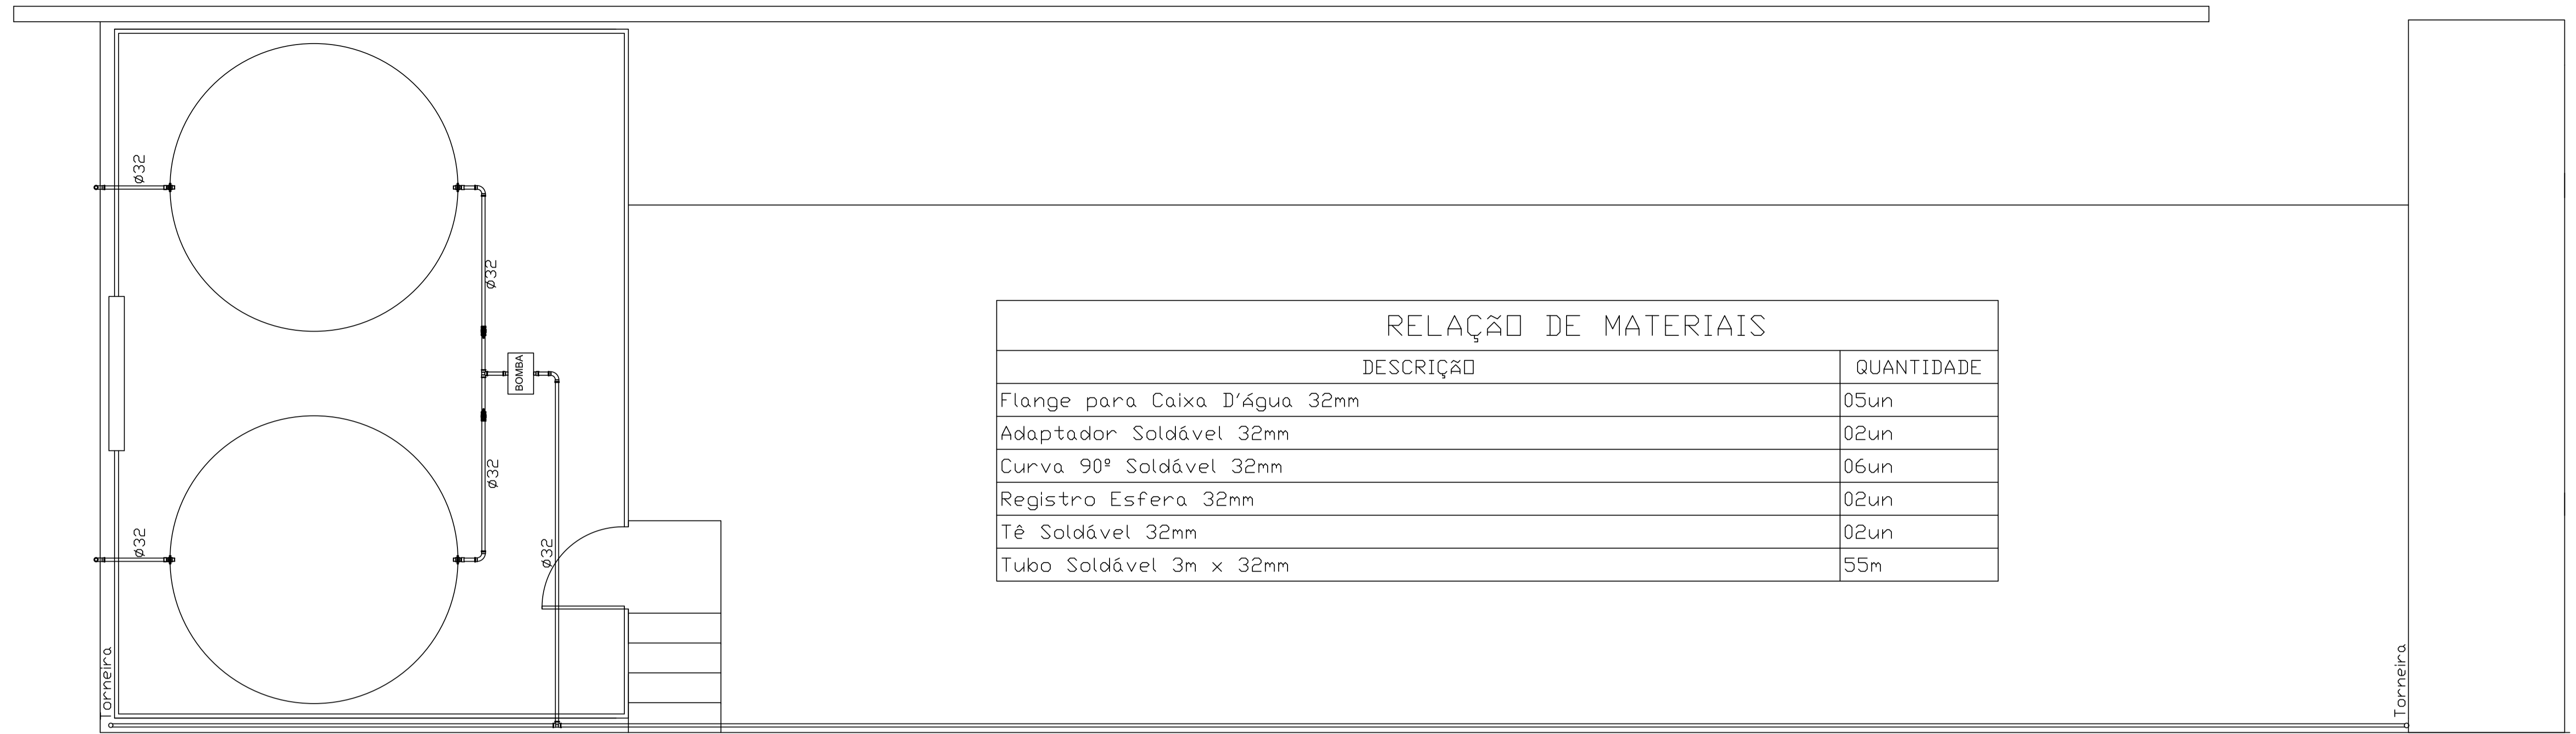 Ø32
Ø32
BOMBA
Ø32
Ø32
Ø32
Torneira
RELAÇÃO DE MATERIAIS
DESCRIÇÃO QUANTIDADE
Flange para Caixa D'Água 32mm 05un
Adaptador Soldável 32mm 02un
Curva 90º Soldável 32mm 06un
Registro Esfera 32mm 02un
Tê Soldável 32mm 02un
Tubo Soldável 3m x 32mm 55m
Torneira